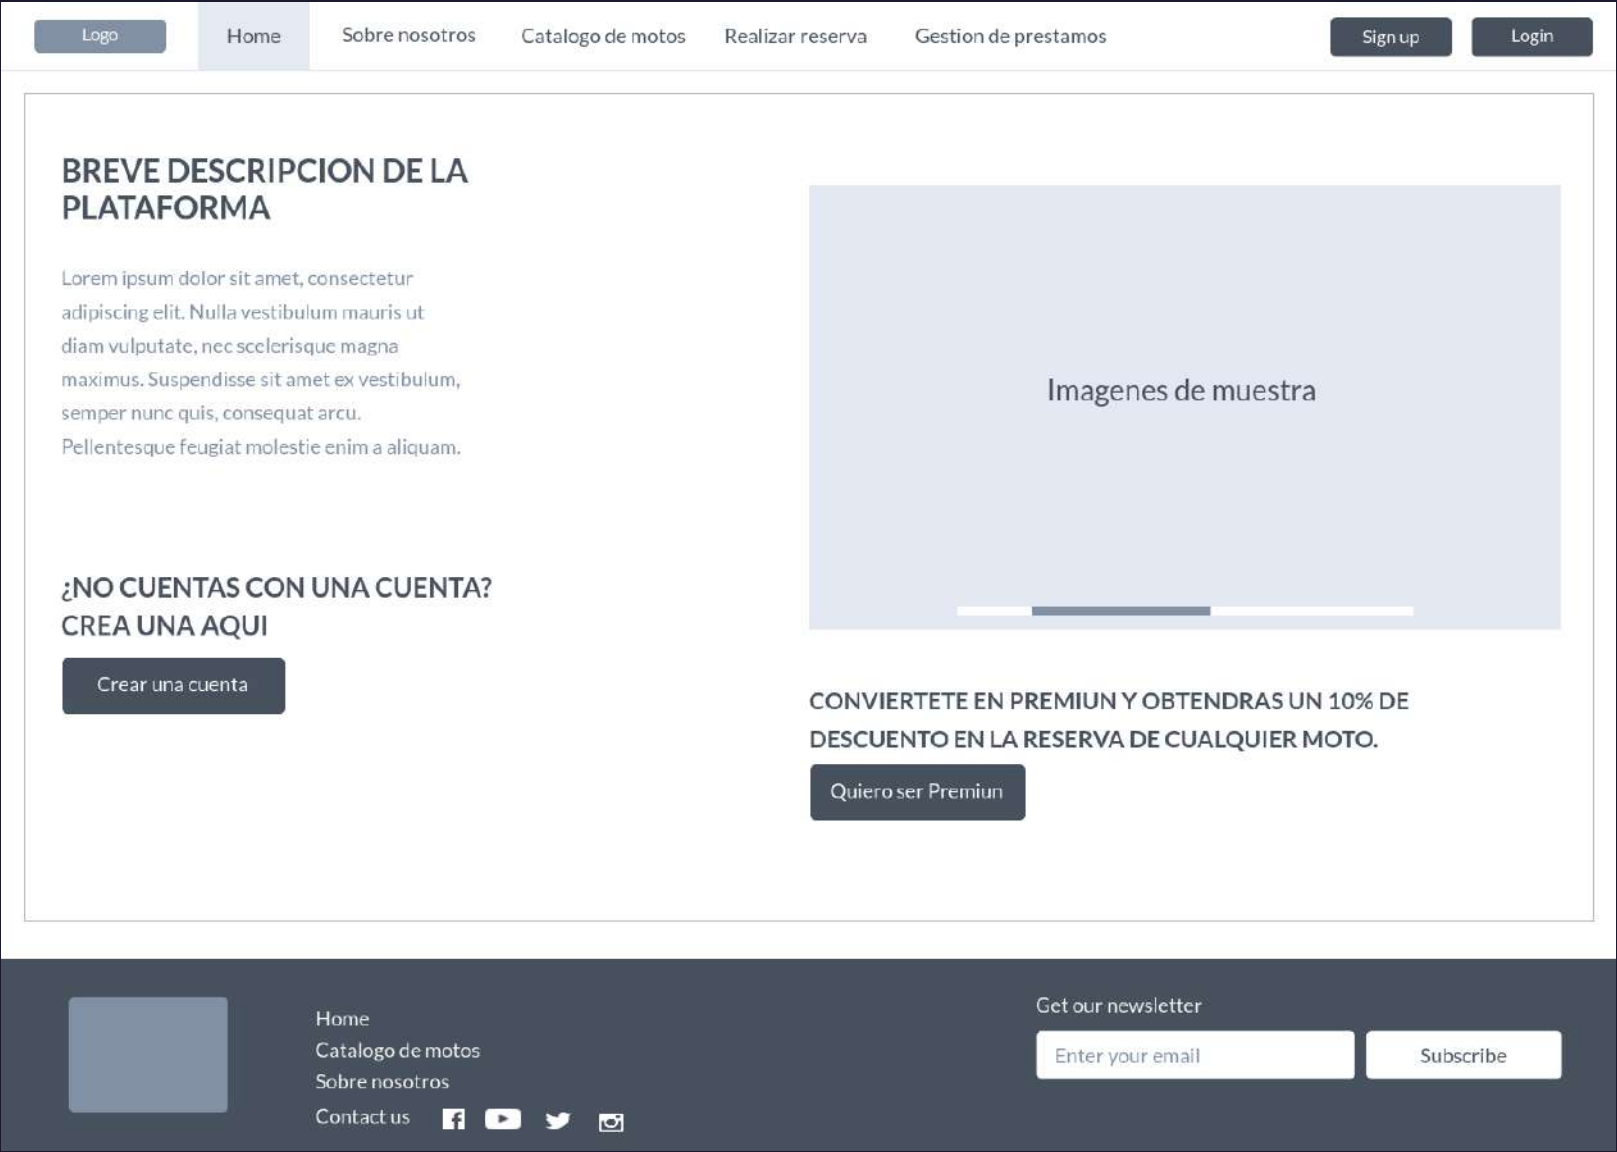 Logo
Home
Sobre nosotros
Catalogo de motos
Realizar reserva
Gestion de prestamos
Sign up
Login
BREVE DESCRIPCION DE LA
PLATAFORMA
Lorem ipsum dolor sit amet, consectetur
adipiscing elit. Nulla vestibulum mauris ut
diam vulputate, nec scelerisque magna
maximus. Suspendisse sit amet ex vestibulum,
semper nunc quis, consequat arcu.
Pellentesque feugiat molestie enim a aliquam.
¿NO CUENTAS CON UNA CUENTA?
CREA UNA AQUI
Crear una cuenta
Imagenes de muestra
CONVIERTETE EN PREMIUN Y OBTENDRAS UN 10% DE
DESCUENTO EN LA RESERVA DE CUALQUIER MOTO.
Quiero ser Premiun
Home
Catalogo de motos
Sobre nosotros
Contact us
Get our newsletter
Enter your email
Subscribe